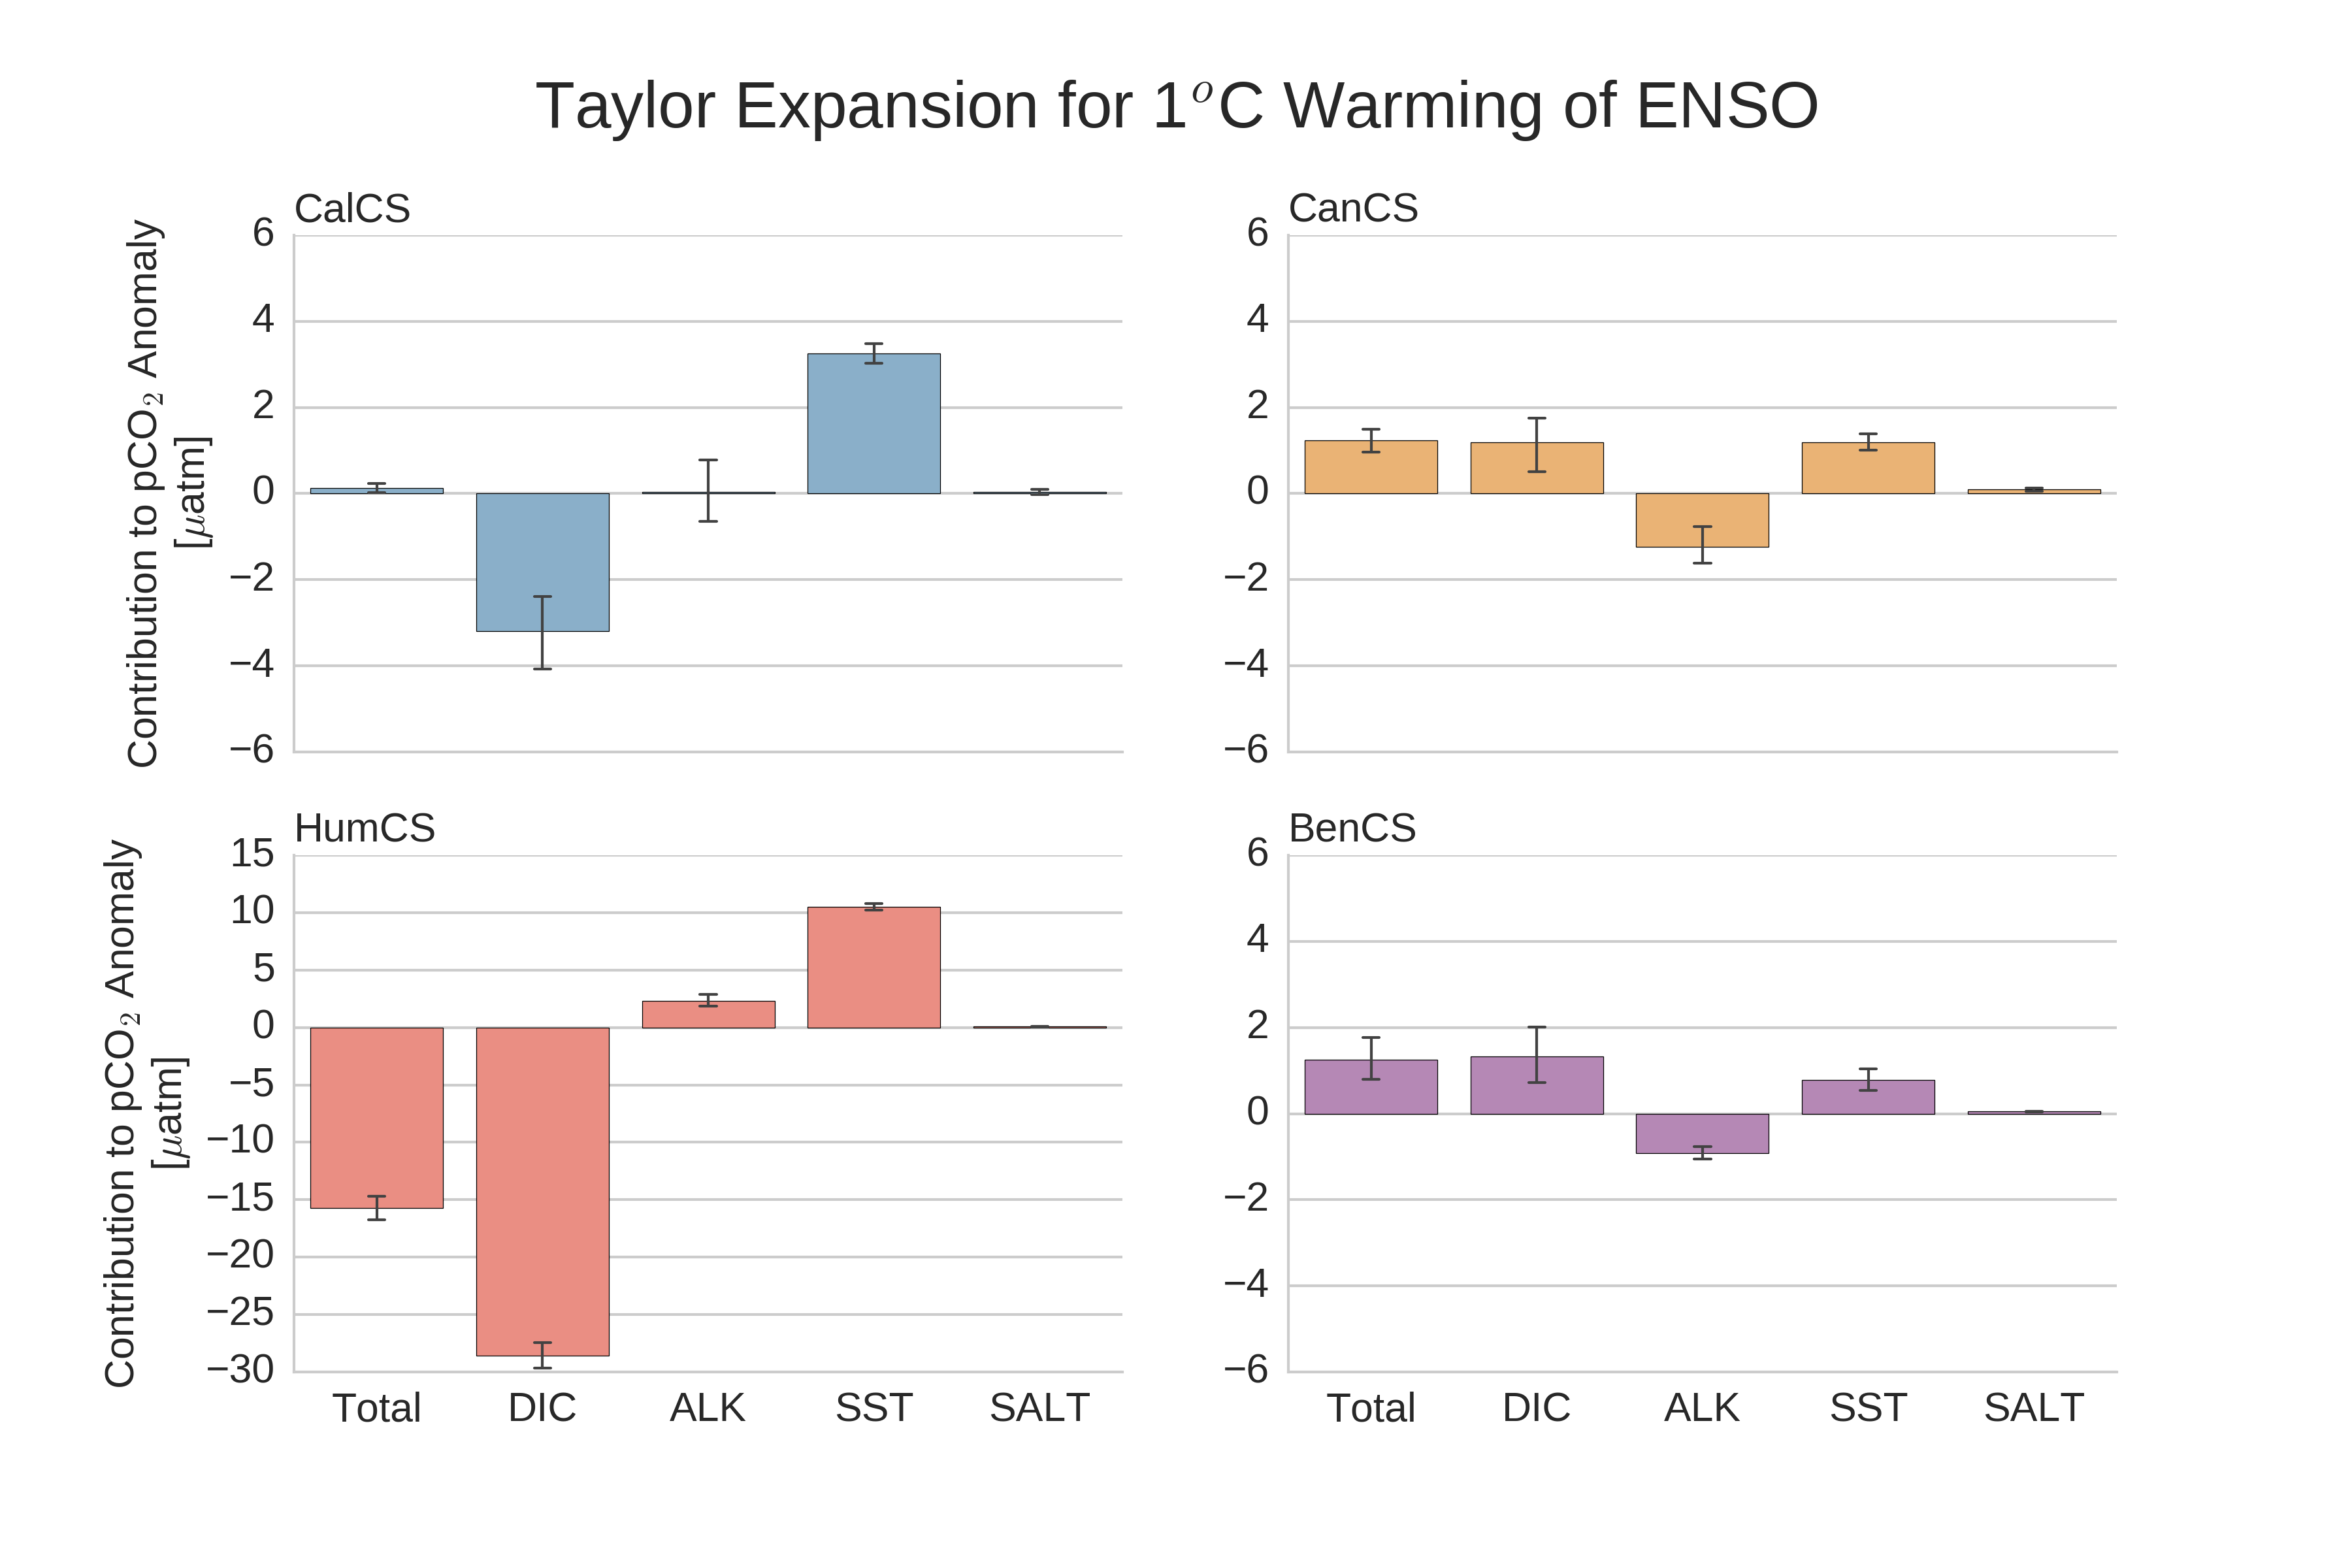 Taylor Expansion for 1°C Warming of ENSO
CalCS
Contribution to pCO₂ Anomaly
[μatm]
6
4
2
0
−2
−4
−6
CanCS
6
4
2
0
−2
−4
−6
HumCS
Contribution to pCO₂ Anomaly
[μatm]
15
10
5
0
−5
−10
−15
−20
−25
−30
Total DIC ALK SST SALT
BenCS
6
4
2
0
−2
−4
−6
Total DIC ALK SST SALT